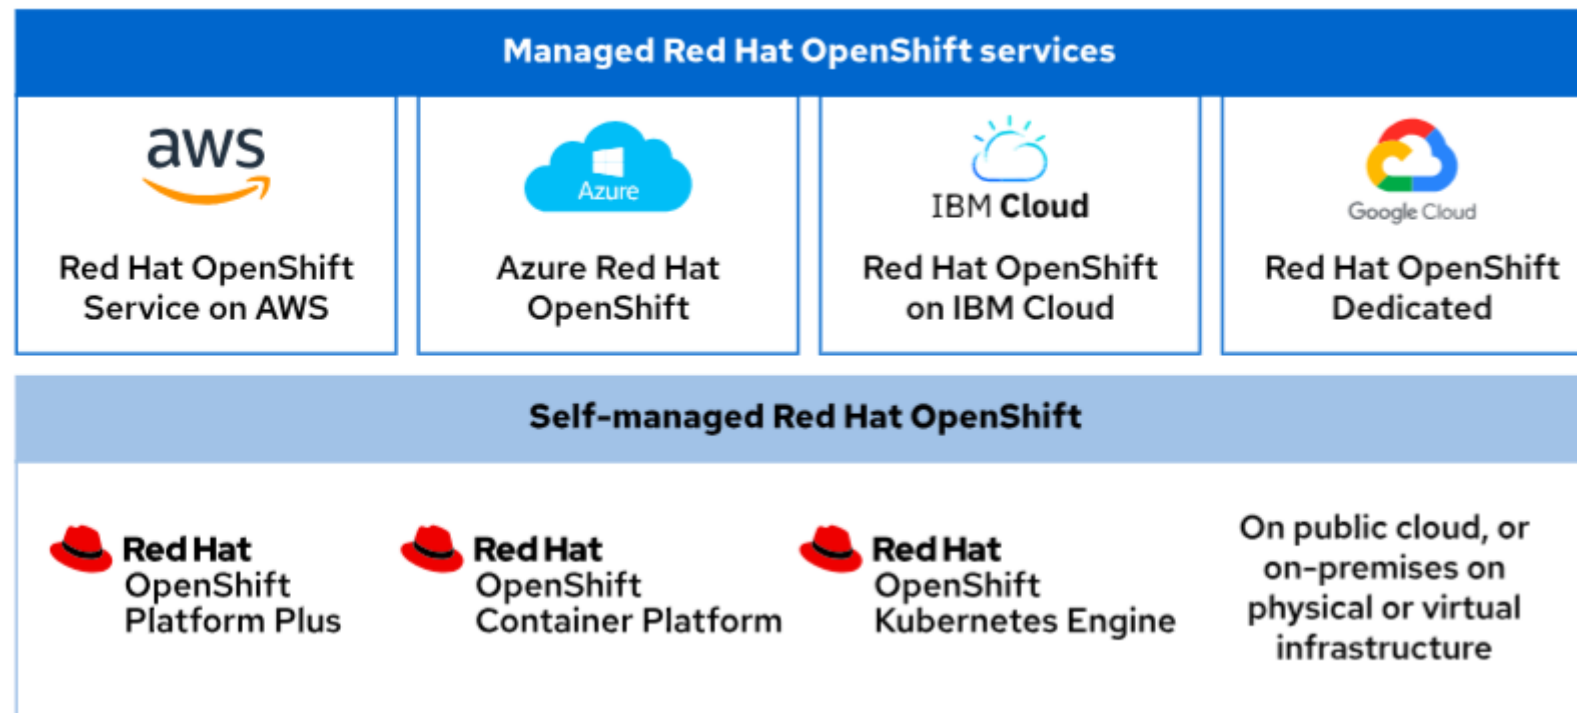 Managed Red Hat OpenShift services
aws
Red Hat OpenShift
Service on AWS
Azure
Azure Red Hat
OpenShift
IBM Cloud
Red Hat OpenShift
on IBM Cloud
Google Cloud
Red Hat OpenShift
Dedicated
Self-managed Red Hat OpenShift
Red Hat
OpenShift
Platform Plus
Red Hat
OpenShift
Container Platform
Red Hat
OpenShift
Kubernetes Engine
On public cloud, or
on-premises on
physical or virtual
infrastructure